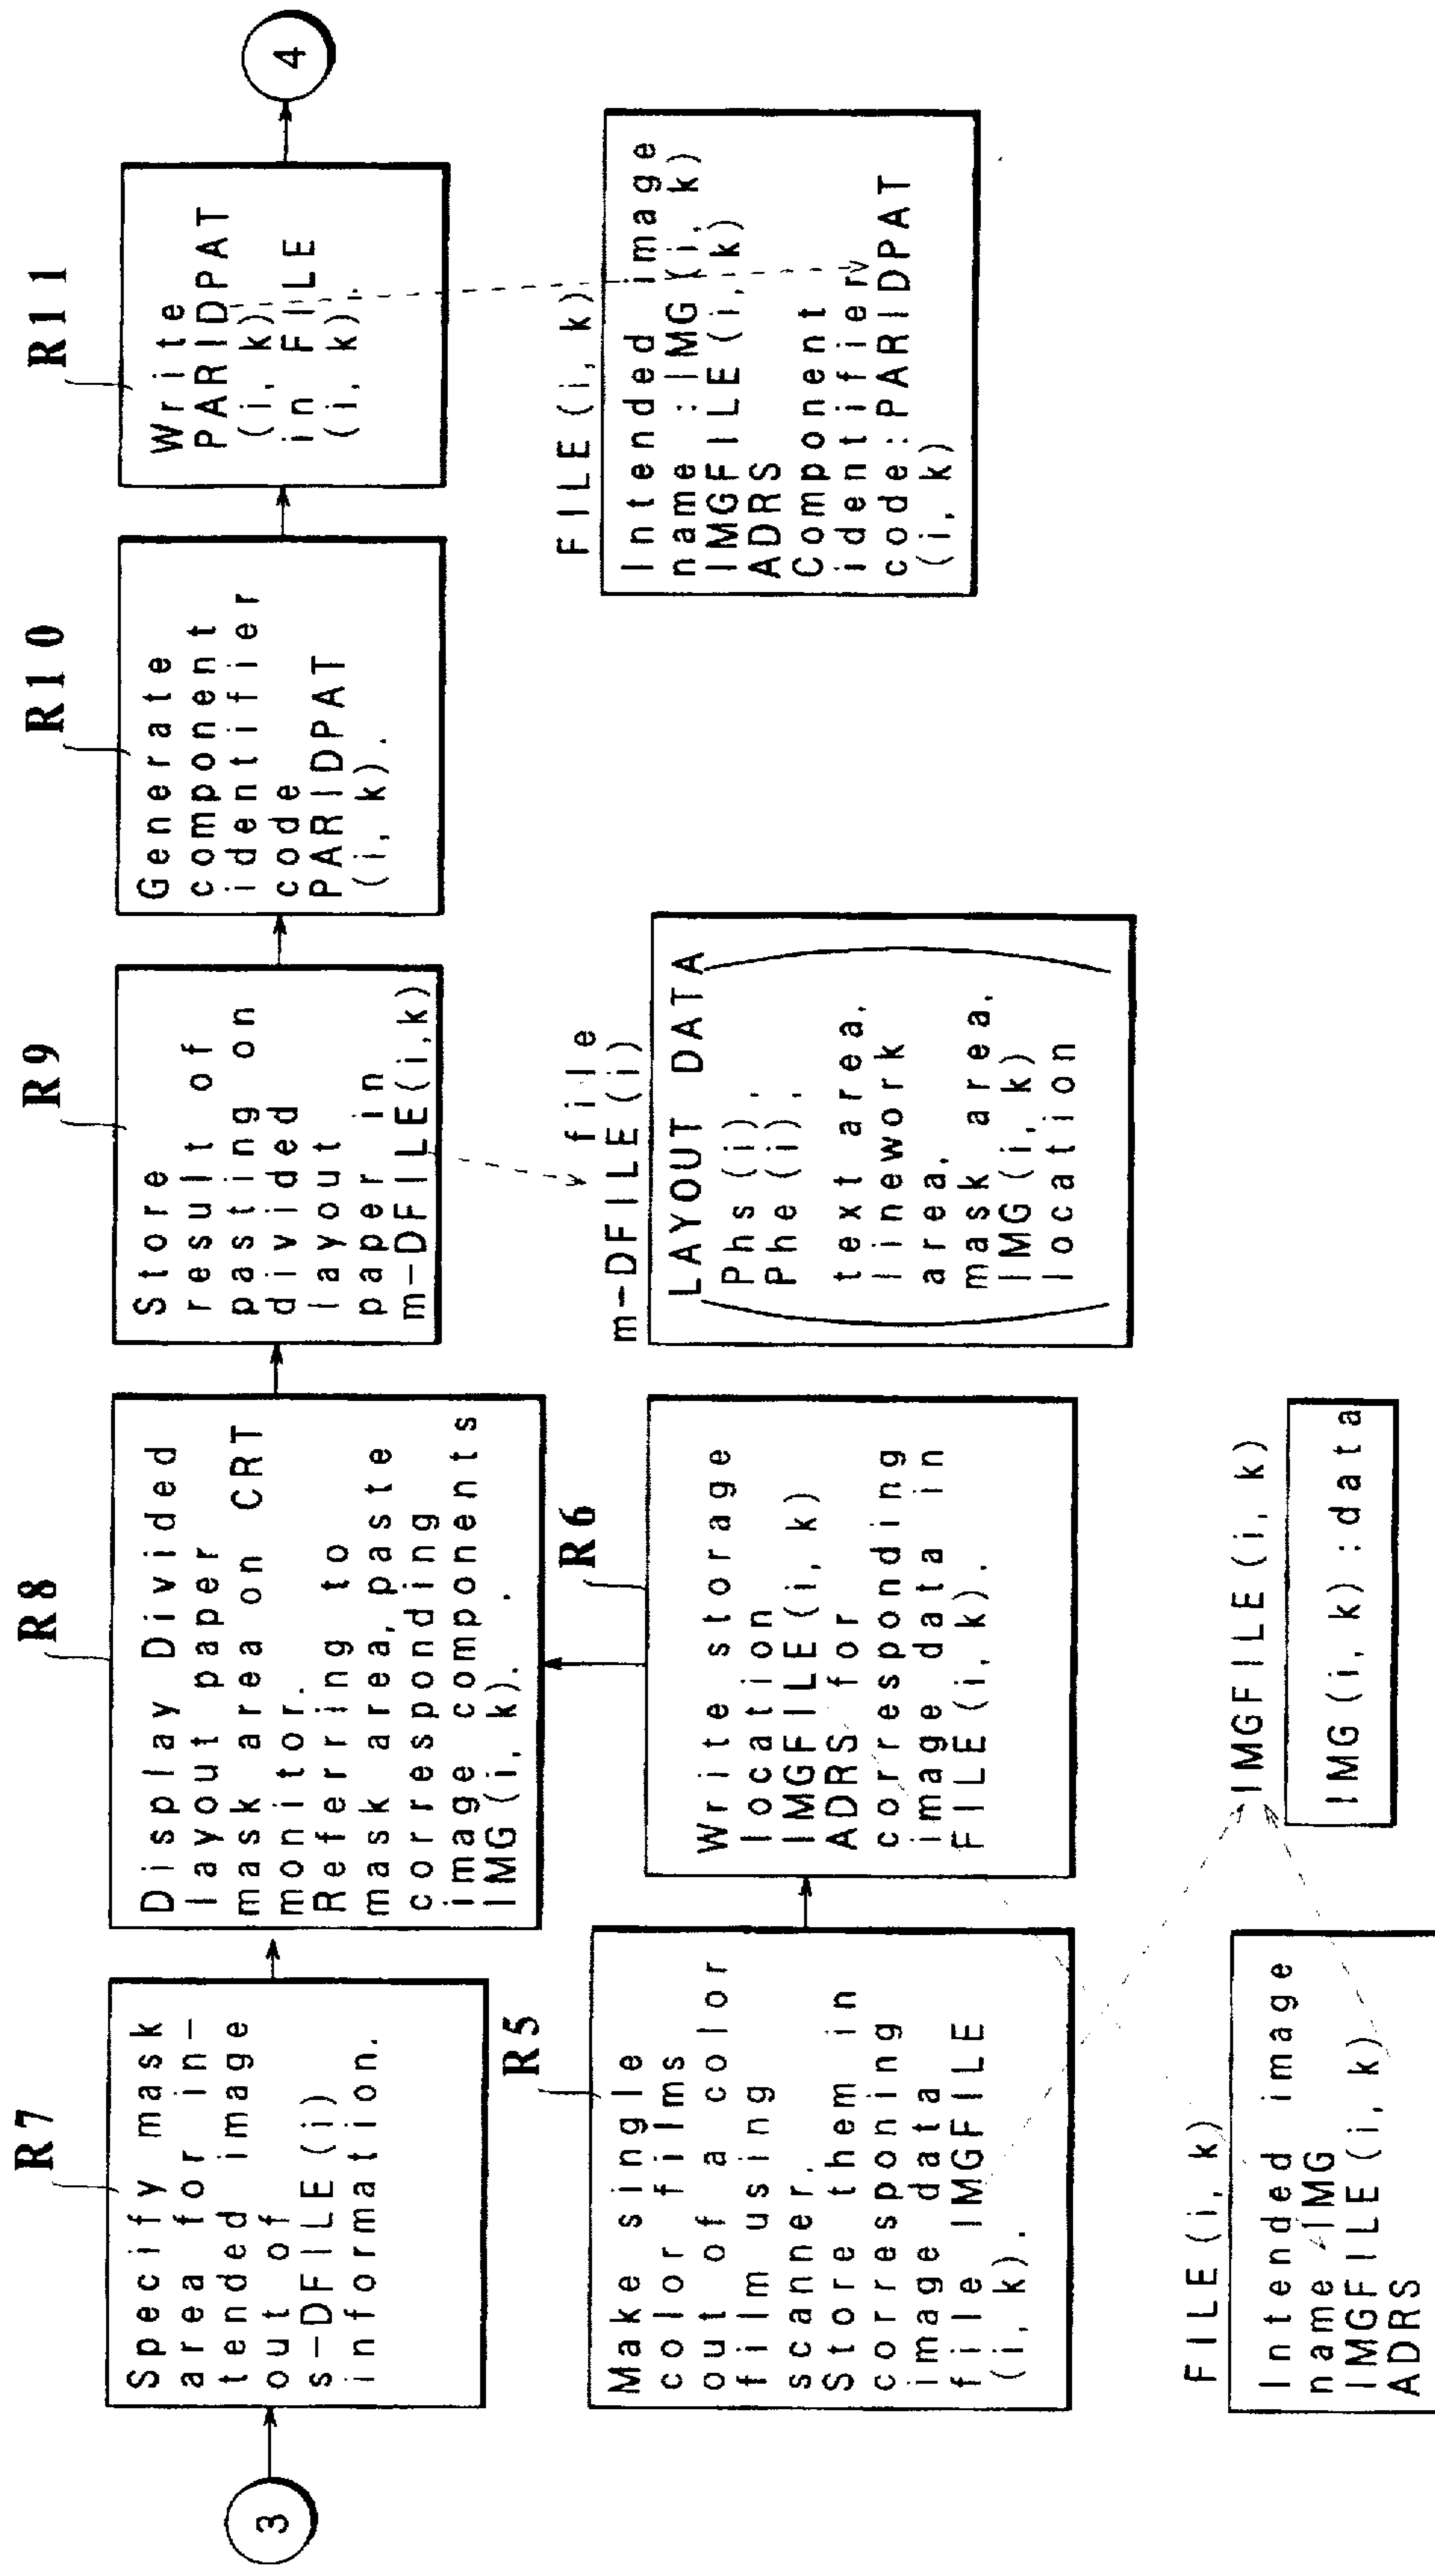 3
R7
Specify mask
area for in-
tended image
out of
s-DFILE(i)
information.
R8
Display Divided
layout paper
mask area on CRT
monitor.
Referring to
mask area, paste
corresponding
image components
IMG(i, k).
R9
Store
result of
pasting on
divided
layout
paper in
m-DFILE(i,k)
R10
Generate
component
identifier
code
PARIDPAT
(i, k).
R11
Write
PARIDPAT
(i, k)
in FILE
(i, k).
4
R5
Make single
color films
out of a color
film using
scanner.
Store them in
corresponing
image data
file IMGFILE
(i, k).
R6
Write storage
location
IMGFILE(i, k)
ADRS for
corresponding
image data in
FILE(i, k).
file
m-DFILE(i)
LAYOUT DATA
Phs(i),
Phe(i),
text area,
linework
area,
mask area,
IMG(i, k)
location
FILE(i, k)
Intended image
name :IMG(i, k)
IMGFILE(i, k)
ADRS
Component
identifier
code:PARIDPAT
(i, k)
FILE(i, k)
Intended image
name IMG
IMGFILE(i, k)
ADRS
IMGFILE(i, k)
IMG(i, k):data